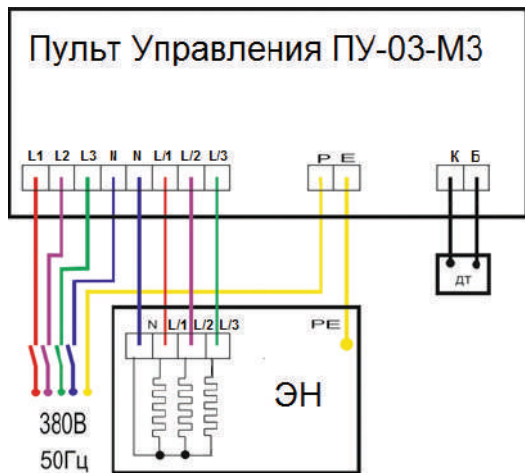 Пульт Управления ПУ-03-М3
L1 L2 L3 N N L/1 L/2 L/3 P E К Б
ДТ
N L/1 L/2 L/3 PE
ЭН
380В
50Гц